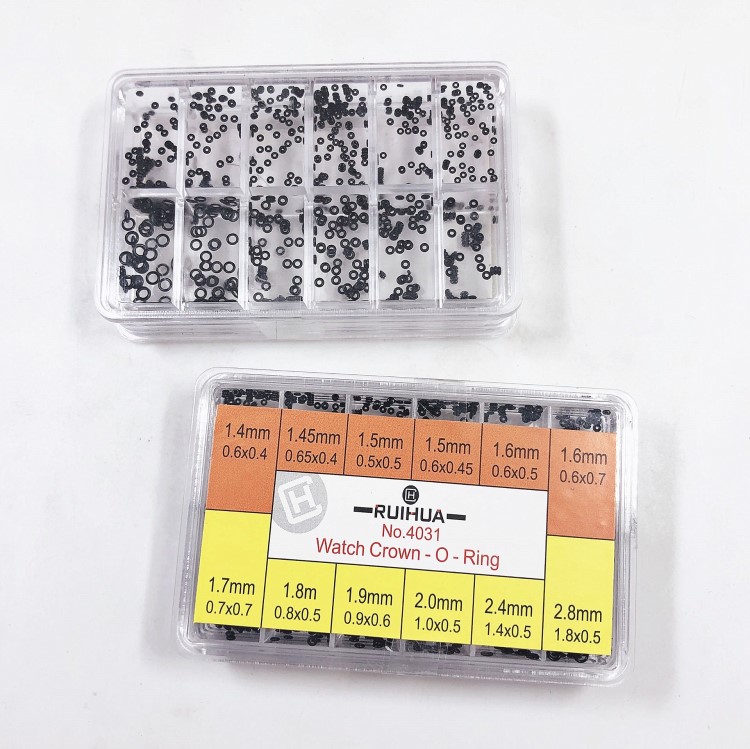 1.4mm
0.6x0.4
1.45mm
0.65x0.4
1.5mm
0.5x0.5
1.5mm
0.6x0.45
1.6mm
0.6x0.5
1.6mm
0.6x0.7
RUIHUA
No.4031
Watch Crown - O - Ring
1.7mm
0.7x0.7
1.8m
0.8x0.5
1.9mm
0.9x0.6
2.0mm
1.0x0.5
2.4mm
1.4x0.5
2.8mm
1.8x0.5